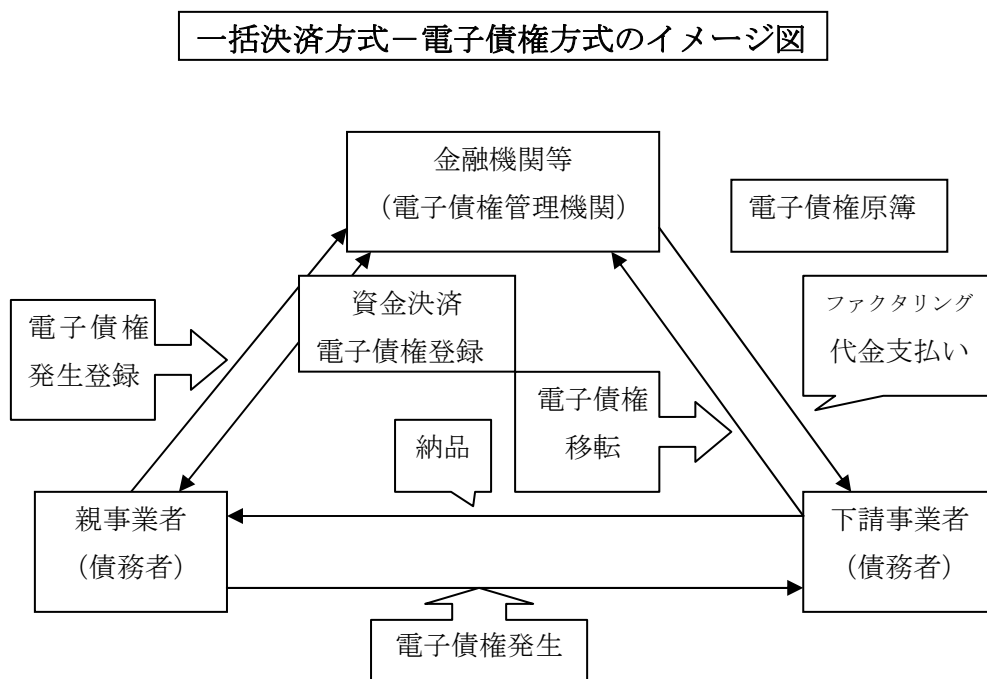 一括決済方式－電子債権方式のイメージ図
金融機関等
（電子債権管理機関）
電子債権原簿
電子債権
発生登録
資金決済
電子債権登録
ファクタリング
代金支払い
電子債権
移転
納品
親事業者
（債務者）
下請事業者
（債務者）
電子債権発生